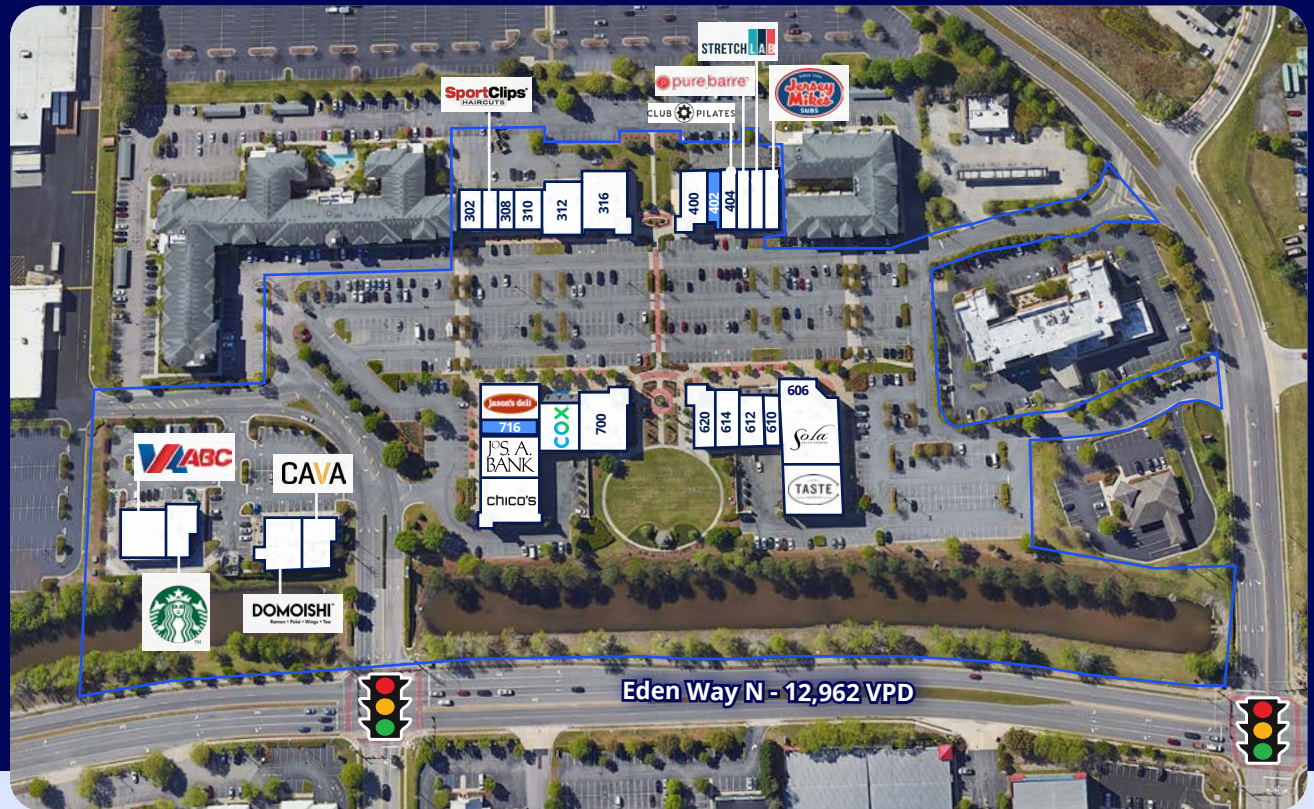 STRETCH LAB
pure barre
SINCE 1956
Jersey
Mike's
SUBS
SportClips
HAIRCUTS
CLUB PILATES
302
308
310
312
316
400
402
404
jason's deli
716
JOS. A.
BANK
chico's
COX
700
620
614
612
610
606
Sola
TASTE
ABC
CAVA
DOMOISHI
Ramen • Poké • Wings • Tea
Eden Way N - 12,962 VPD